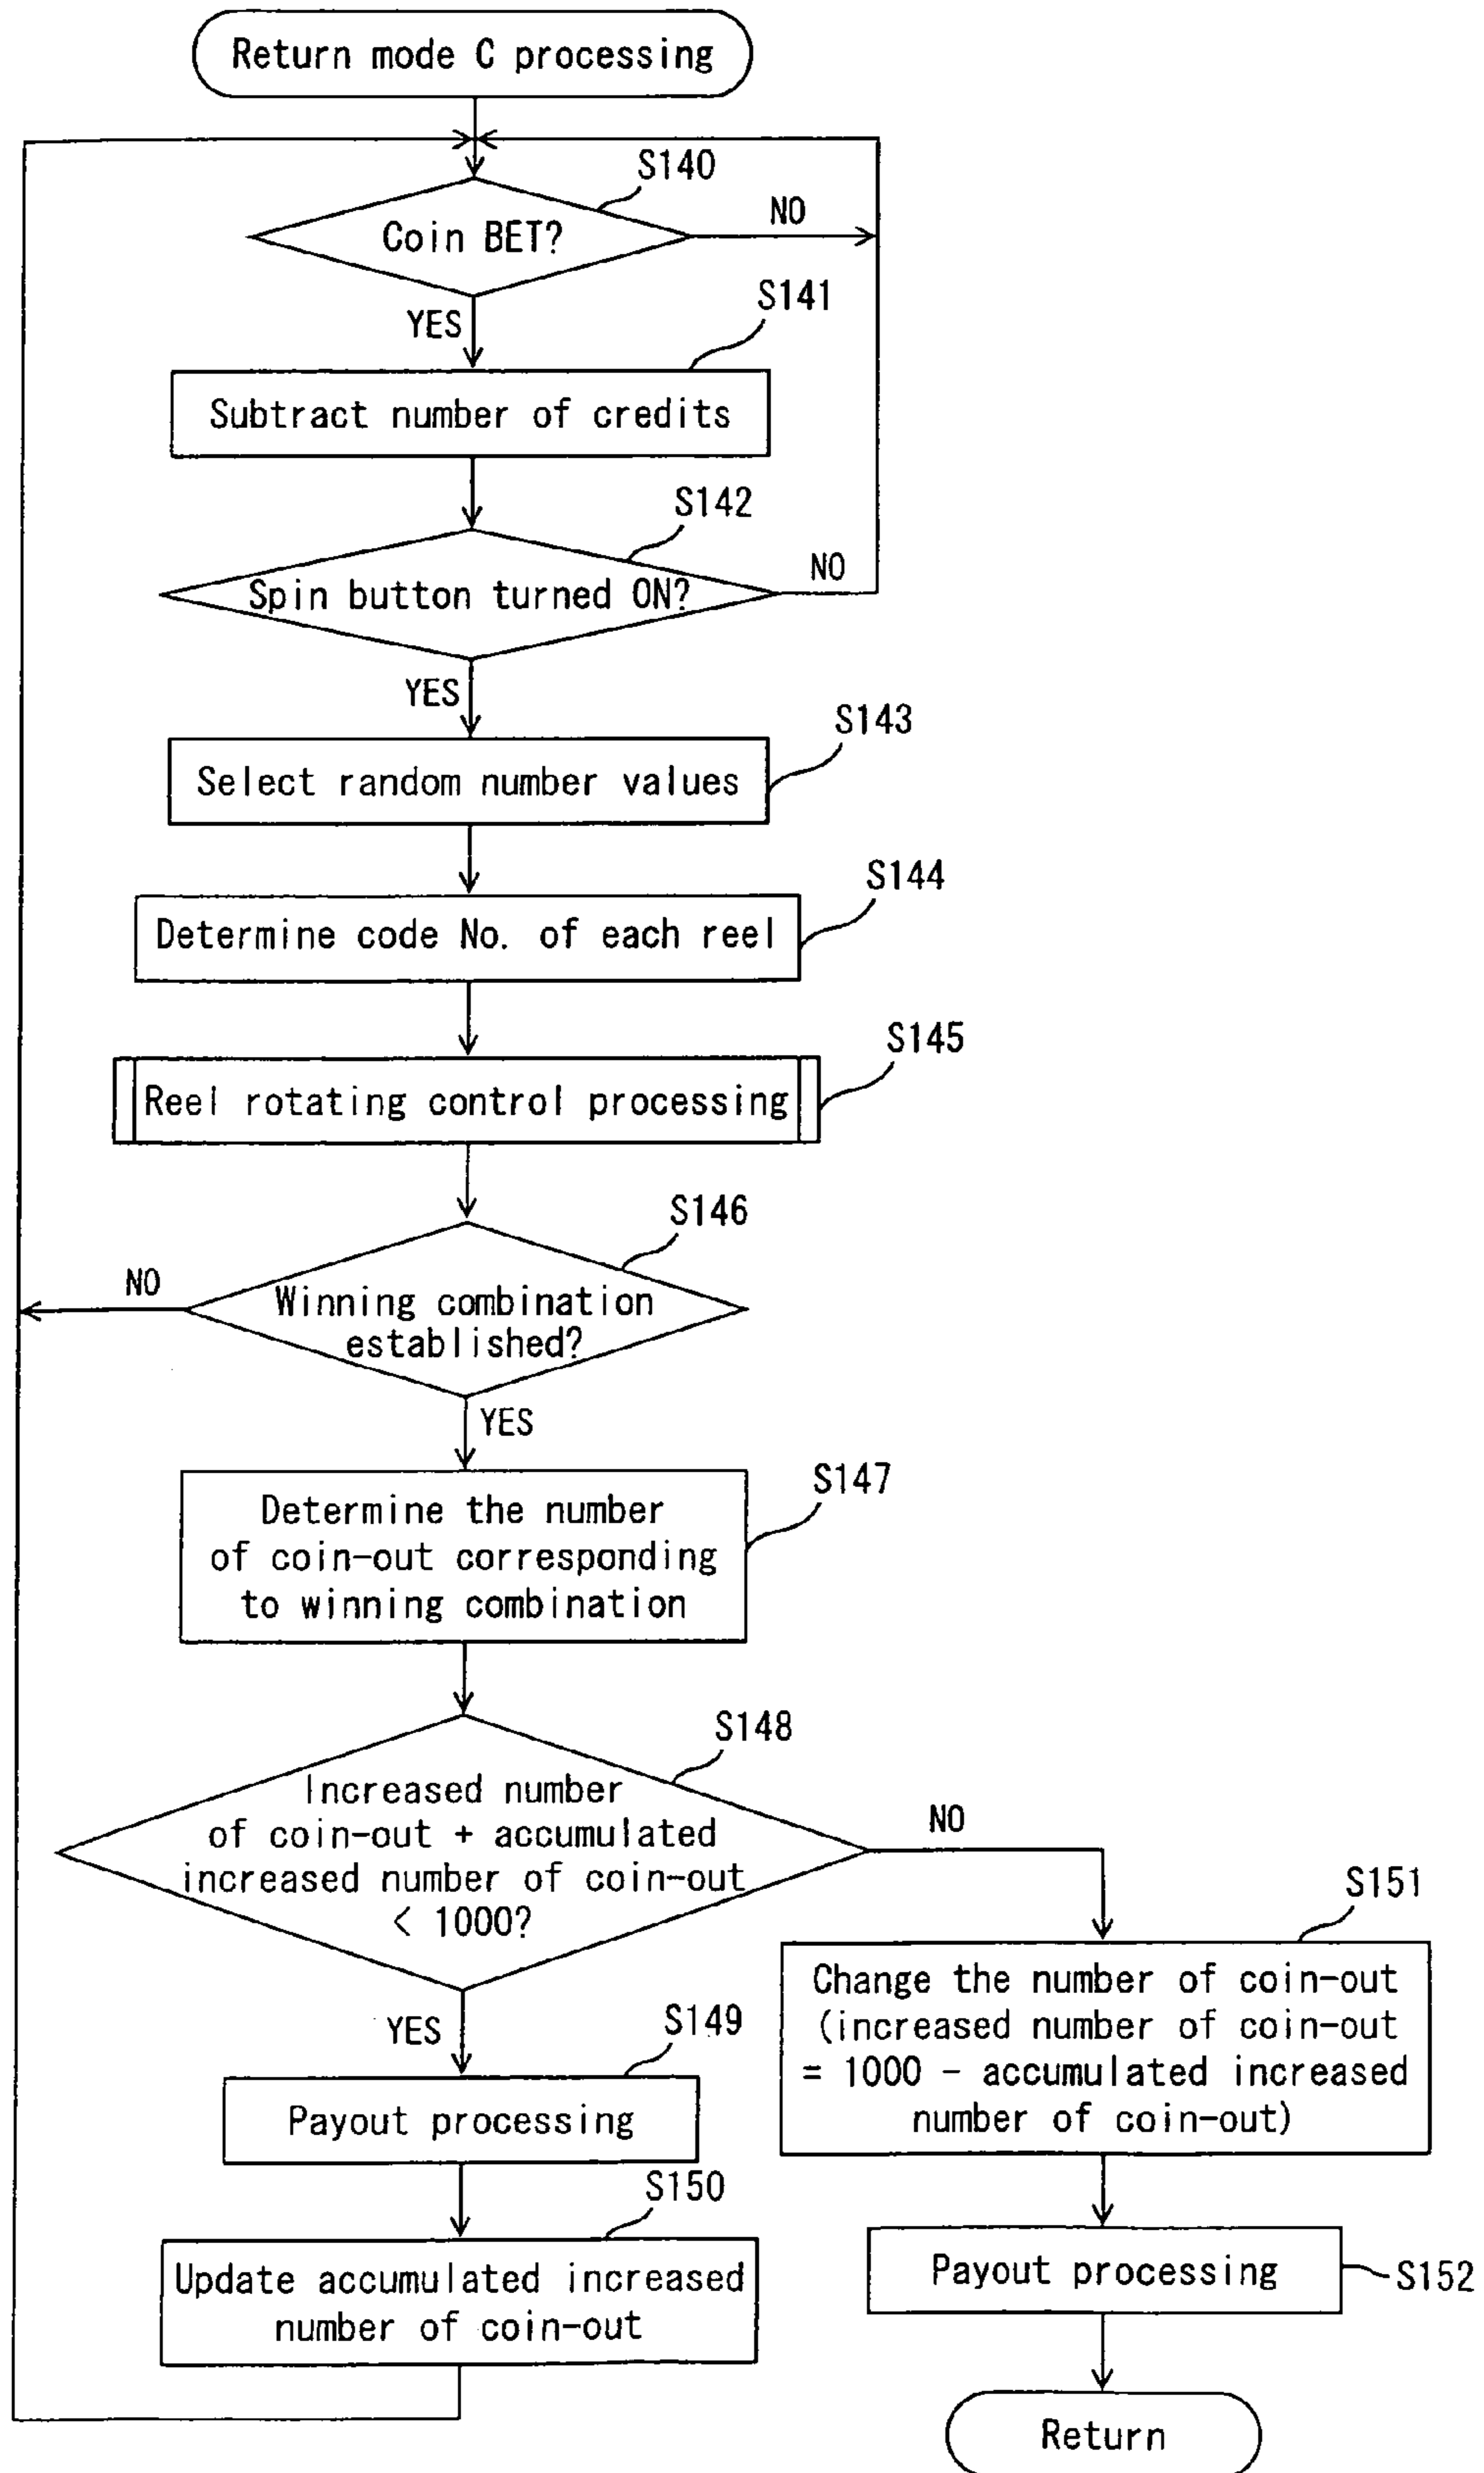 Return mode C processing
S140
Coin BET?
NO
YES
S141
Subtract number of credits
S142
Spin button turned ON?
NO
YES
S143
Select random number values
S144
Determine code No. of each reel
S145
Reel rotating control processing
S146
NO
Winning combination
established?
YES
S147
Determine the number
of coin-out corresponding
to winning combination
S148
Increased number
of coin-out + accumulated
increased number of coin-out
< 1000?
NO
YES
S151
Change the number of coin-out
(increased number of coin-out
= 1000 - accumulated increased
number of coin-out)
S149
Payout processing
S150
Update accumulated increased
number of coin-out
Payout processing
S152
Return